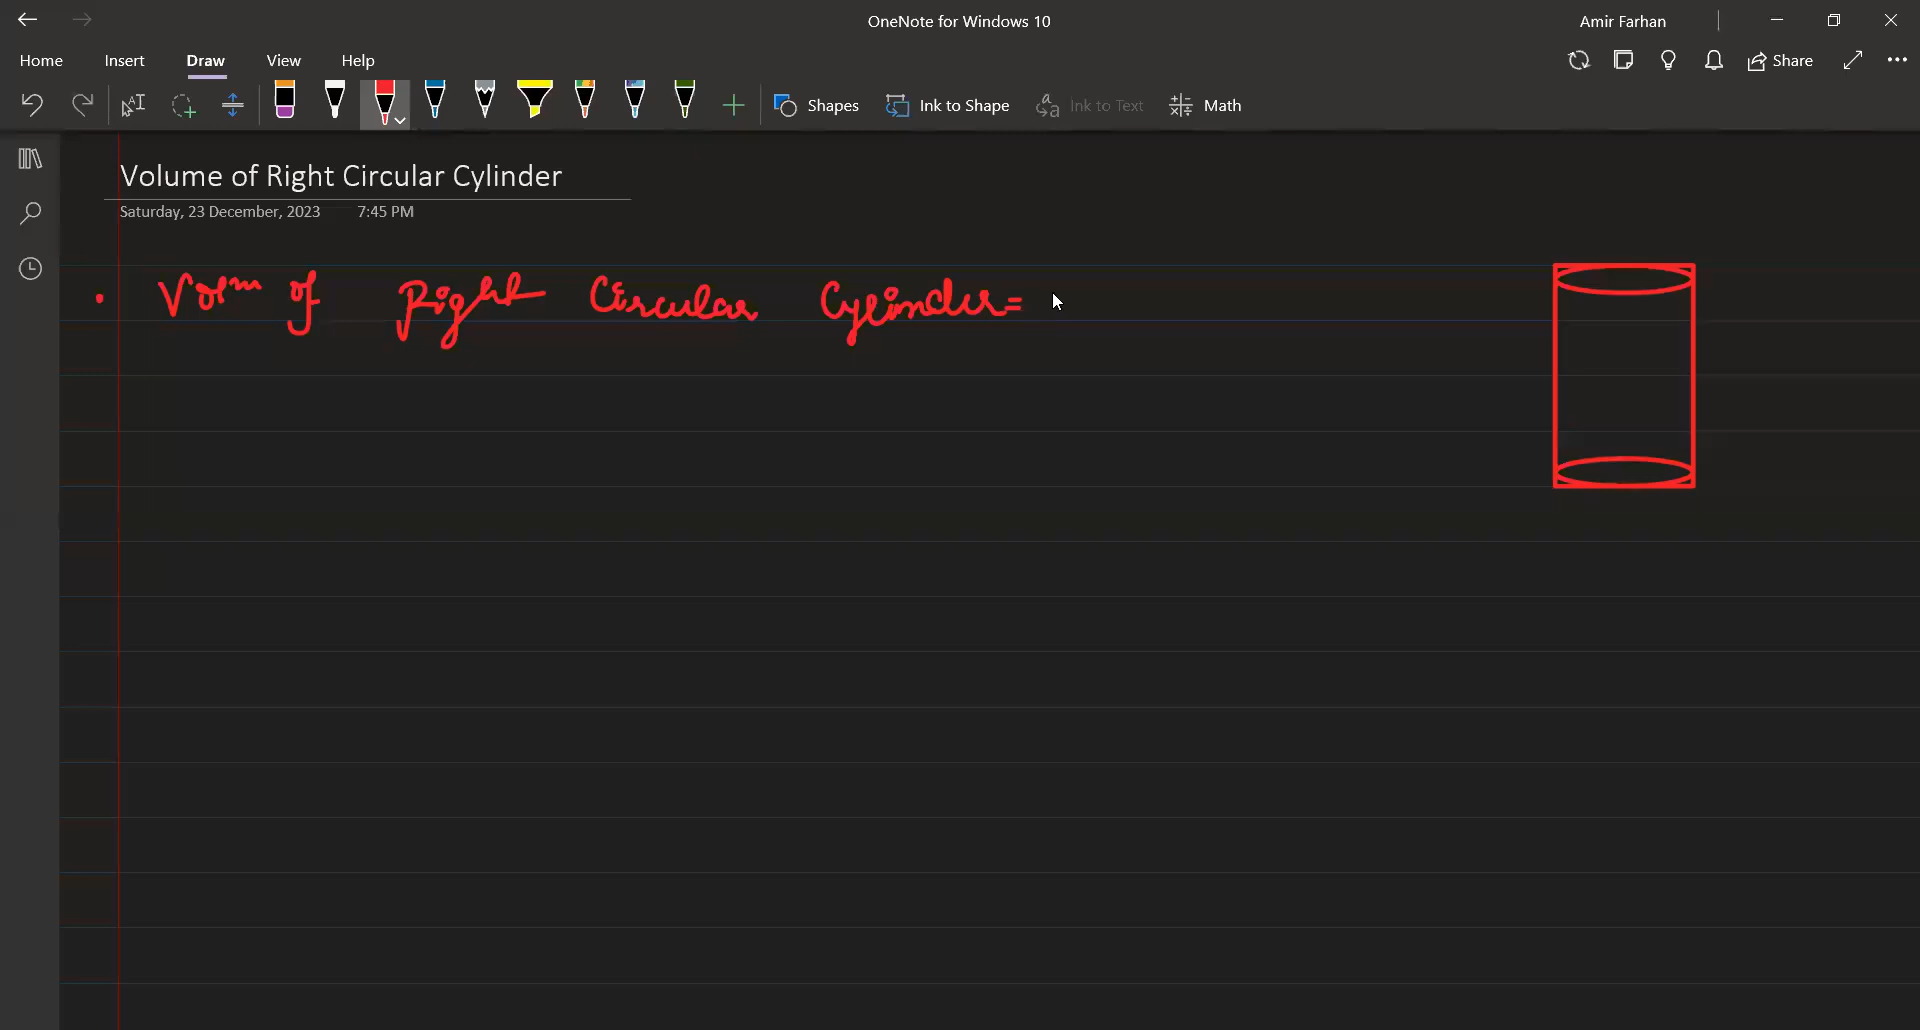 OneNote for Windows 10
Amir Farhan
Home Insert Draw View Help
Share
Shapes Ink to Shape Ink to Text Math
Volume of Right Circular Cylinder
Saturday, 23 December, 2023 7:45 PM
• of Right Circular Cylinder=